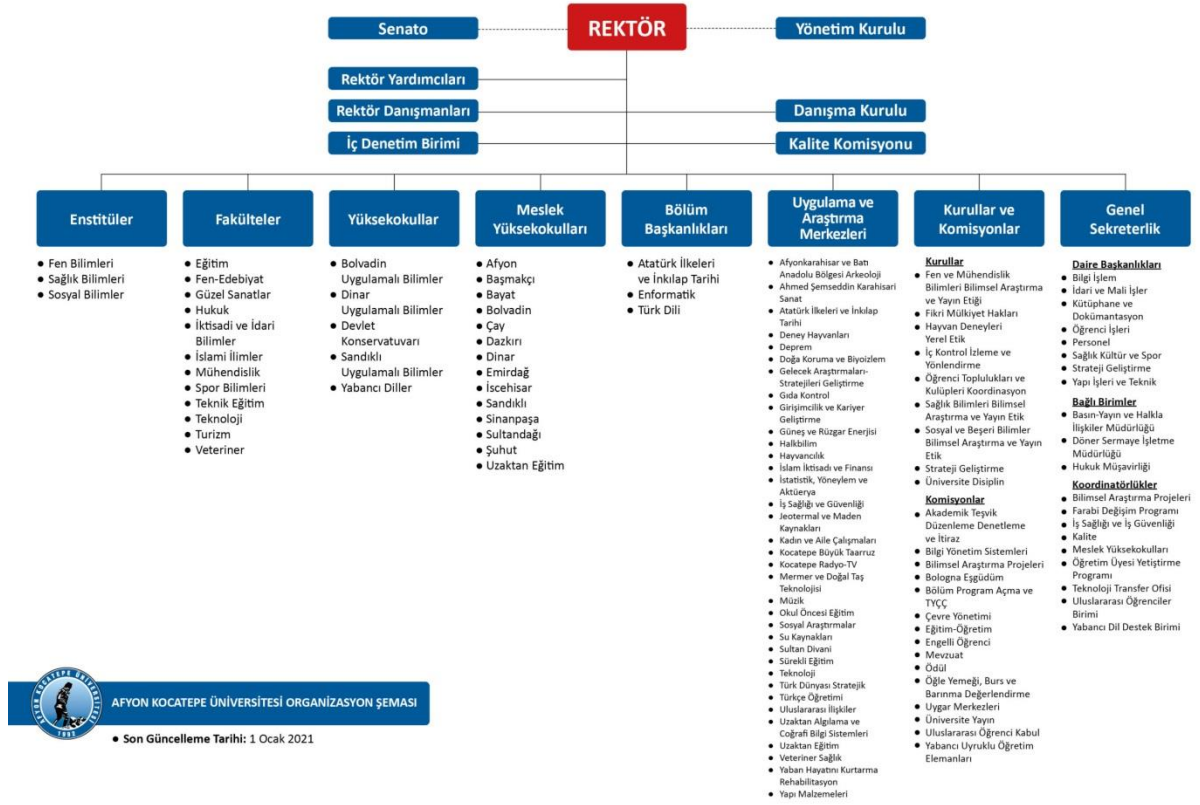 Senato
REKTÖR
Yönetim Kurulu
Rektör Yardımcıları
Rektör Danışmanları
Danışma Kurulu
İç Denetim Birimi
Kalite Komisyonu
Enstitüler
• Fen Bilimleri
• Sağlık Bilimleri
• Sosyal Bilimler
Fakülteler
• Eğitim
• Fen-Edebiyat
• Güzel Sanatlar
• Hukuk
• İktisadi ve İdari
Bilimler
• İslami İlimler
• Mühendislik
• Spor Bilimleri
• Teknik Eğitim
• Teknoloji
• Turizm
• Veteriner
Yüksekokullar
• Bolvadin
Uygulamalı Bilimler
• Dinar
Uygulamalı Bilimler
• Devlet
Konservatuvarı
• Sandıklı
Uygulamalı Bilimler
• Yabancı Diller
Meslek
Yüksekokulları
• Afyon
• Başmakçı
• Bayat
• Bolvadin
• Çay
• Dazkırı
• Dinar
• Emirdağ
• İscehisar
• Sandıklı
• Sinanpaşa
• Sultandağı
• Şuhut
• Uzaktan Eğitim
Bölüm
Başkanlıkları
• Atatürk İlkeleri
ve İnkılap Tarihi
• Enformatik
• Türk Dili
Uygulama ve
Araştırma
Merkezleri
• Afyonkarahisar ve Batı
Anadolu Bölgesi Arkeoloji
• Ahmed Şemseddin Karahisari
Sanat
• Atatürk İlkeleri ve İnkılap
Tarihi
• Deney Hayvanları
• Deprem
• Doğa Koruma ve Biyoizlem
• Gelecek Araştırmaları-
Stratejileri Geliştirme
• Gıda Kontrol
• Girişimcilik ve Kariyer
Geliştirme
• Güneş ve Rüzgar Enerjisi
• Halkbilim
• Hayvancılık
• İslam İktisadı ve Finansı
• İstatistik, Yöneylem ve
Aktüerya
• İş Sağlığı ve Güvenliği
• Jeotermal ve Maden
Kaynakları
• Kadın ve Aile Çalışmaları
• Kocatepe Büyük Taarruz
• Kocatepe Radyo-TV
• Mermer ve Doğal Taş
Teknolojisi
• Müzik
• Okul Öncesi Eğitim
• Sosyal Araştırmalar
• Su Kaynakları
• Sultan Divani
• Sürekli Eğitim
• Teknoloji
• Türk Dünyası Stratejik
• Türkçe Öğretimi
• Uluslararası İlişkiler
• Uzaktan Algılama ve
Coğrafi Bilgi Sistemleri
• Uzaktan Eğitim
• Veteriner Sağlık
• Yaban Hayatını Kurtarma
Rehabilitasyon
• Yapı Malzemeleri
Kurullar ve
Komisyonlar
Kurullar
• Fen ve Mühendislik
Bilimleri Bilimsel Araştırma
ve Yayın Etiği
• Fikri Mülkiyet Hakları
• Hayvan Deneyleri
Yerel Etik
• İç Kontrol İzleme ve
Yönlendirme
• Öğrenci Toplulukları ve
Kulüpleri Koordinasyon
• Sağlık Bilimleri Bilimsel
Araştırma ve Yayın Etik
• Sosyal ve Beşeri Bilimler
Bilimsel Araştırma ve Yayın
Etik
• Strateji Geliştirme
• Üniversite Disiplin
Komisyonlar
• Akademik Teşvik
Düzenleme Denetleme
ve İtiraz
• Bilgi Yönetim Sistemleri
• Bilimsel Araştırma Projeleri
• Bologna Eşgüdüm
• Bölüm Program Açma ve
TYÇÇ
• Çevre Yönetimi
• Eğitim-Öğretim
• Engelli Öğrenci
• Mevzuat
• Ödül
• Öğle Yemeği, Burs ve
Barınma Değerlendirme
• Uygar Merkezleri
• Üniversite Yayın
• Uluslararası Öğrenci Kabul
• Yabancı Uyruklu Öğretim
Elemanları
Genel
Sekreterlik
Daire Başkanlıkları
• Bilgi İşlem
• İdari ve Mali İşler
• Kütüphane ve
Dokümantasyon
• Öğrenci İşleri
• Personel
• Sağlık Kültür ve Spor
• Strateji Geliştirme
• Yapı İşleri ve Teknik
Bağlı Birimler
• Basın-Yayın ve Halkla
İlişkiler Müdürlüğü
• Döner Sermaye İşletme
Müdürlüğü
• Hukuk Müşavirliği
Koordinatörlükler
• Bilimsel Araştırma Projeleri
• Farabi Değişim Programı
• İş Sağlığı ve İş Güvenliği
• Kalite
• Meslek Yüksekokulları
• Öğretim Üyesi Yetiştirme
Programı
• Teknoloji Transfer Ofisi
• Uluslararası Öğrenciler
Birimi
• Yabancı Dil Destek Birimi
AFYON KOCATEPE ÜNİVERSİTESİ
1992
AFYON KOCATEPE ÜNİVERSİTESİ ORGANİZASYON ŞEMASI
• Son Güncelleme Tarihi: 1 Ocak 2021